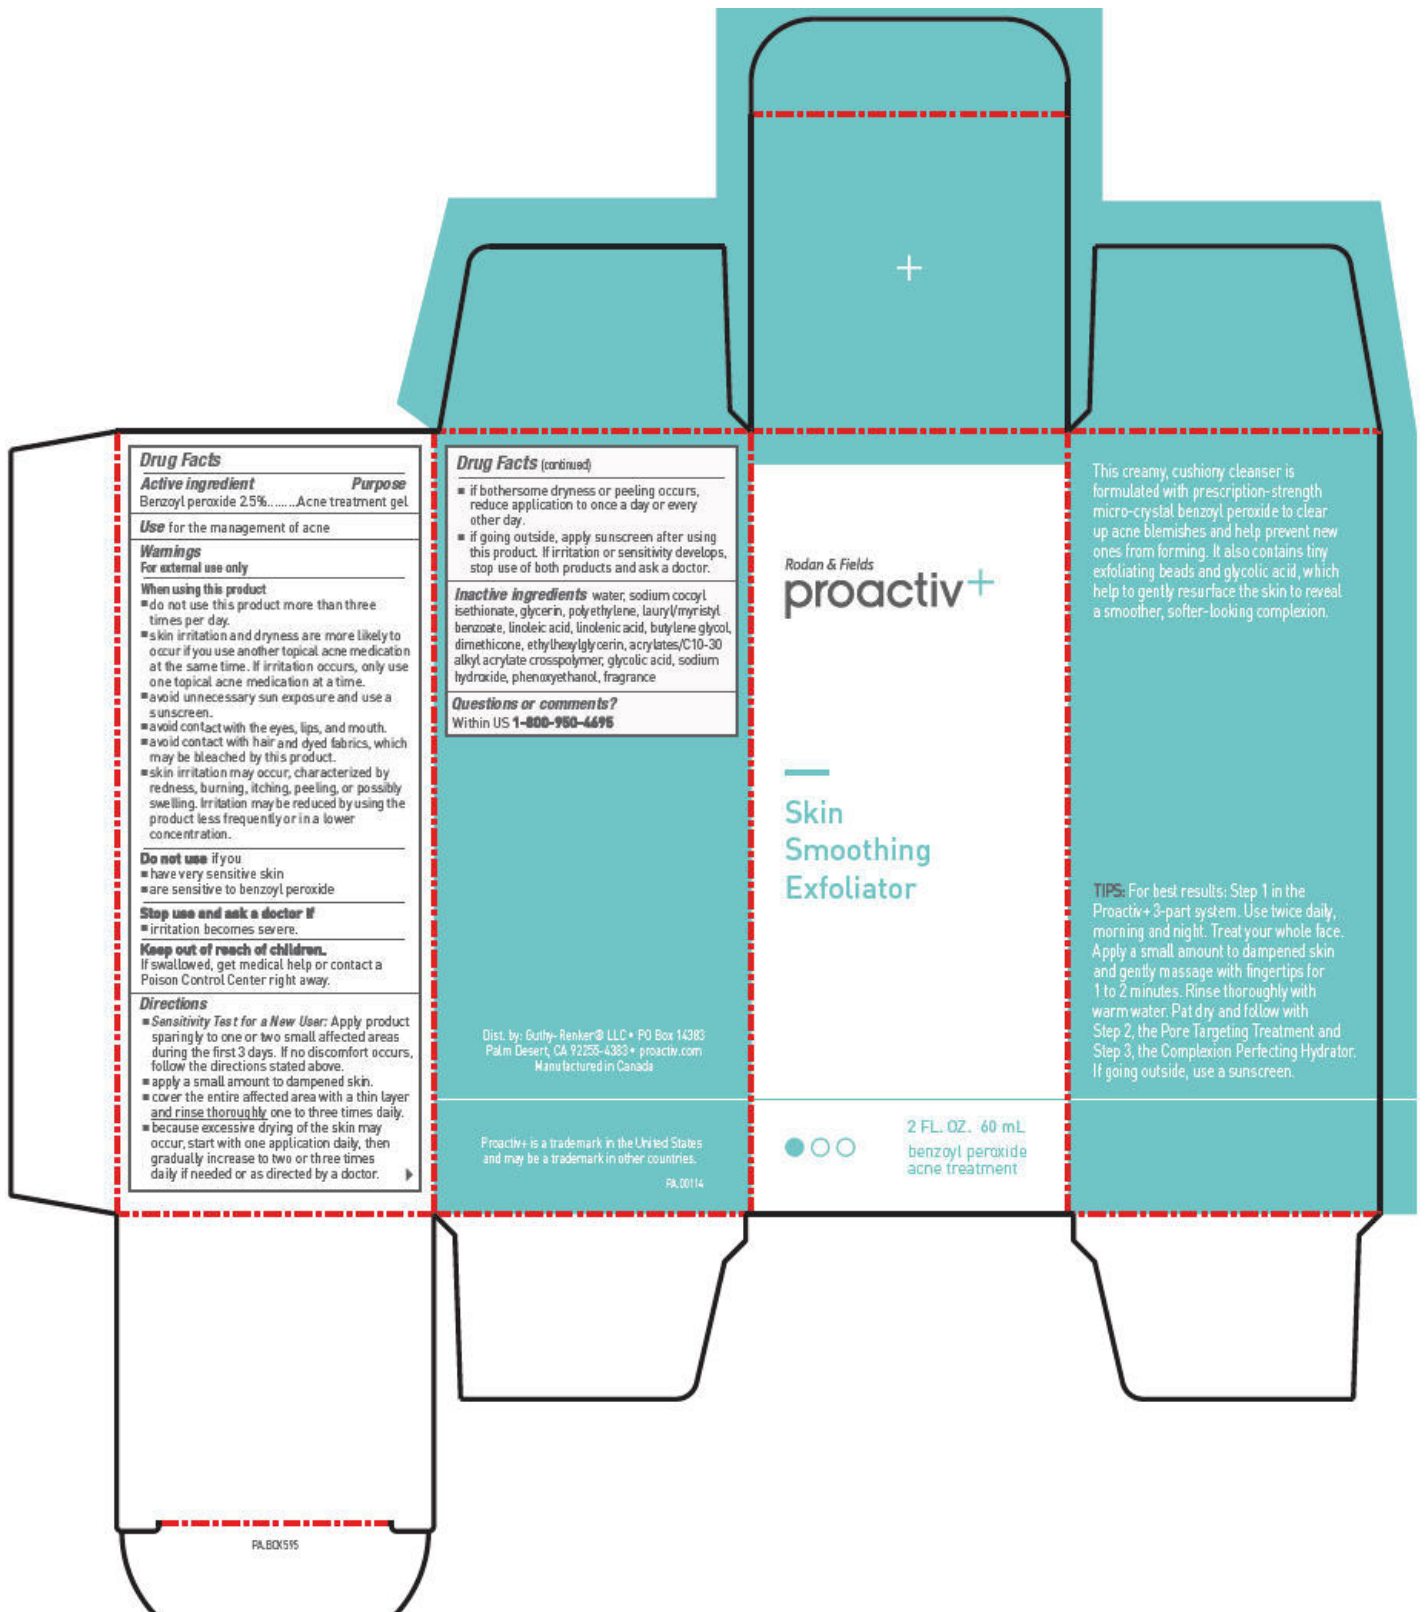 Drug Facts
Active ingredient Purpose
Benzoyl peroxide 2.5%........Acne treatment gel
Use for the management of acne
Warnings
For external use only
When using this product
▪ do not use this product more than three
times per day.
▪ skin irritation and dryness are more likely to
occur if you use another topical acne medication
at the same time. If irritation occurs, only use
one topical acne medication at a time.
▪ avoid unnecessary sun exposure and use a
sunscreen.
▪ avoid contact with the eyes, lips, and mouth.
▪ avoid contact with hair and dyed fabrics, which
may be bleached by this product.
▪ skin irritation may occur, characterized by
redness, burning, itching, peeling, or possibly
swelling. Irritation may be reduced by using the
product less frequently or in a lower
concentration.
Do not use if you
▪ have very sensitive skin
▪ are sensitive to benzoyl peroxide
Stop use and ask a doctor if
▪ irritation becomes severe.
Keep out of reach of children.
If swallowed, get medical help or contact a
Poison Control Center right away.
Directions
▪ Sensitivity Test for a New User: Apply product
sparingly to one or two small affected areas
during the first 3 days. If no discomfort occurs,
follow the directions stated above.
▪ apply a small amount to dampened skin.
▪ cover the entire affected area with a thin layer
and rinse thoroughly one to three times daily.
▪ because excessive drying of the skin may
occur, start with one application daily, then
gradually increase to two or three times
daily if needed or as directed by a doctor.
Drug Facts (continued)
▪ if bothersome dryness or peeling occurs,
reduce application to once a day or every
other day.
▪ if going outside, apply sunscreen after using
this product. If irritation or sensitivity develops,
stop use of both products and ask a doctor.
Inactive ingredients water, sodium cocoyl
isethionate, glycerin, polyethylene, lauryl/myristyl
benzoate, linoleic acid, linolenic acid, butylene glycol,
dimethicone, ethylhexylglycerin, acrylates/C10-30
alkyl acrylate crosspolymer, glycolic acid, sodium
hydroxide, phenoxyethanol, fragrance
Questions or comments?
Within US 1-800-950-4695
Dist. by: Guthy-Renker® LLC • PO Box 14383
Palm Desert, CA 92255-4383 • proactiv.com
Manufactured in Canada
Proactiv+ is a trademark in the United States
and may be a trademark in other countries.
PA.00114
Rodan & Fields
proactiv+
Skin
Smoothing
Exfoliator
2 FL. OZ. 60 mL
benzoyl peroxide
acne treatment
This creamy, cushiony cleanser is
formulated with prescription-strength
micro-crystal benzoyl peroxide to clear
up acne blemishes and help prevent new
ones from forming. It also contains tiny
exfoliating beads and glycolic acid, which
help to gently resurface the skin to reveal
a smoother, softer-looking complexion.
TIPS: For best results: Step 1 in the
Proactiv+ 3-part system. Use twice daily,
morning and night. Treat your whole face.
Apply a small amount to dampened skin
and gently massage with fingertips for
1 to 2 minutes. Rinse thoroughly with
warm water. Pat dry and follow with
Step 2, the Pore Targeting Treatment and
Step 3, the Complexion Perfecting Hydrator.
If going outside, use a sunscreen.
PA.BOX595